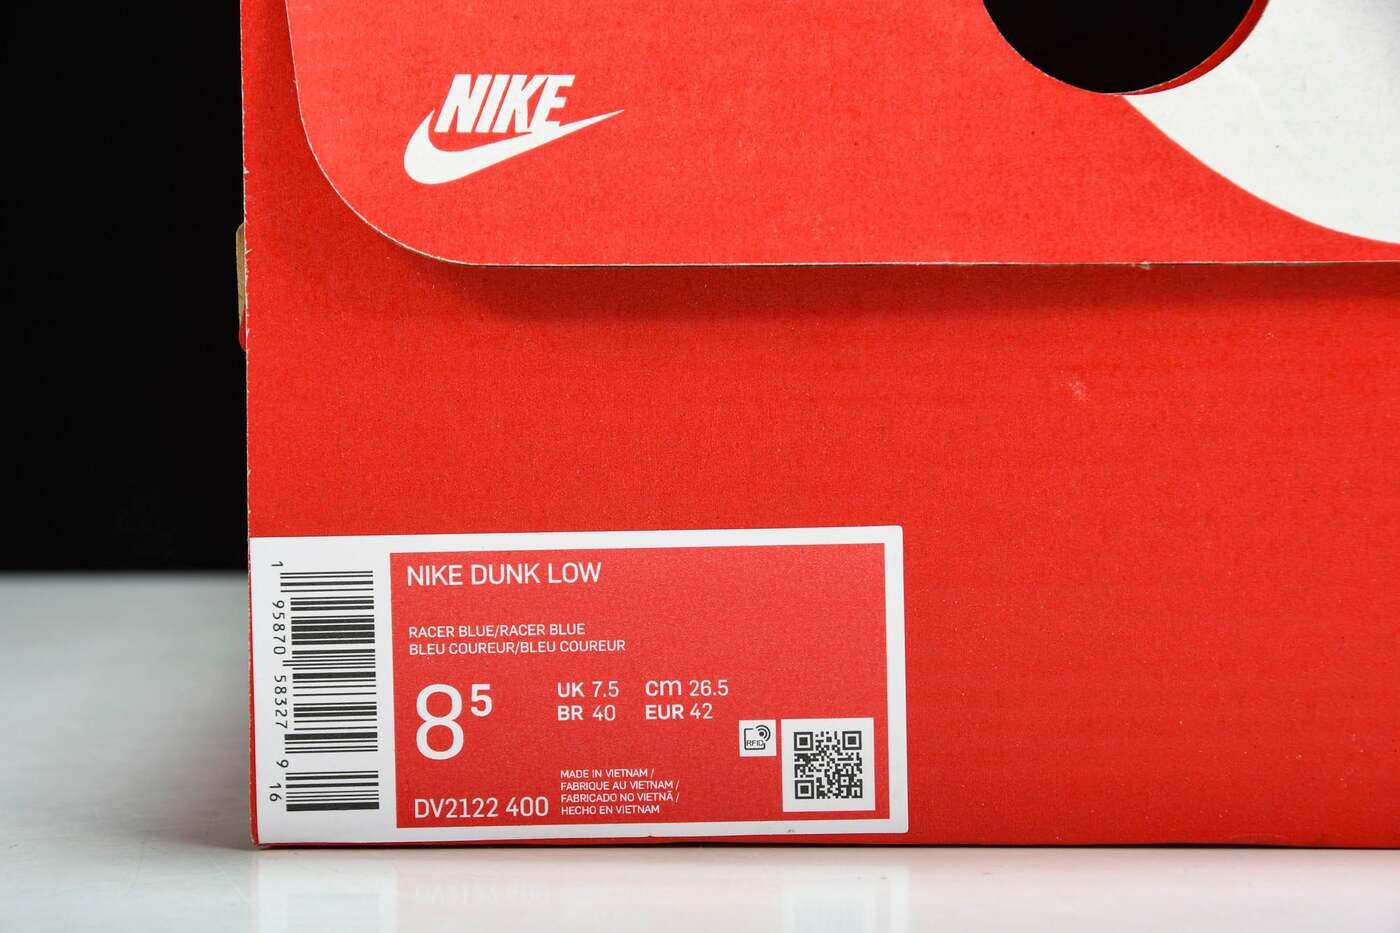 NIKE
NIKE DUNK LOW
RACER BLUE/RACER BLUE
BLEU COUREUR/BLEU COUREUR
8⁵
UK 7.5 cm 26.5
BR 40 EUR 42
RFID
MADE IN VIETNAM /
FABRIQUE AU VIETNAM /
FABRICADO NO VIETNÃ /
HECHO EN VIETNAM
DV2122 400
1 95870 58327 9 16